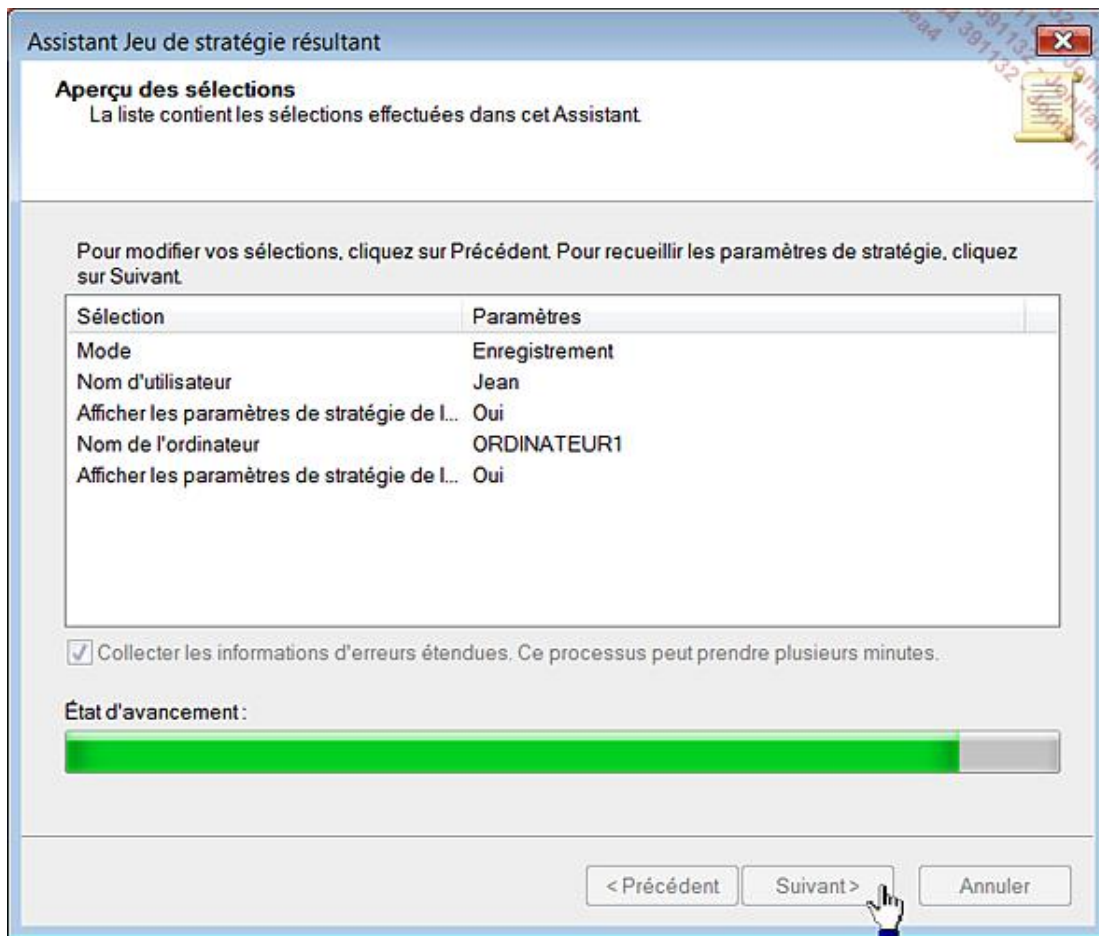 Assistant Jeu de stratégie résultant
Aperçu des sélections
La liste contient les sélections effectuées dans cet Assistant.
Pour modifier vos sélections, cliquez sur Précédent. Pour recueillir les paramètres de stratégie, cliquez
sur Suivant.
Sélection Paramètres
Mode Enregistrement
Nom d'utilisateur Jean
Afficher les paramètres de stratégie de l... Oui
Nom de l'ordinateur ORDINATEUR1
Afficher les paramètres de stratégie de l... Oui
Collecter les informations d'erreurs étendues. Ce processus peut prendre plusieurs minutes.
État d'avancement :
< Précédent Suivant > Annuler
391132